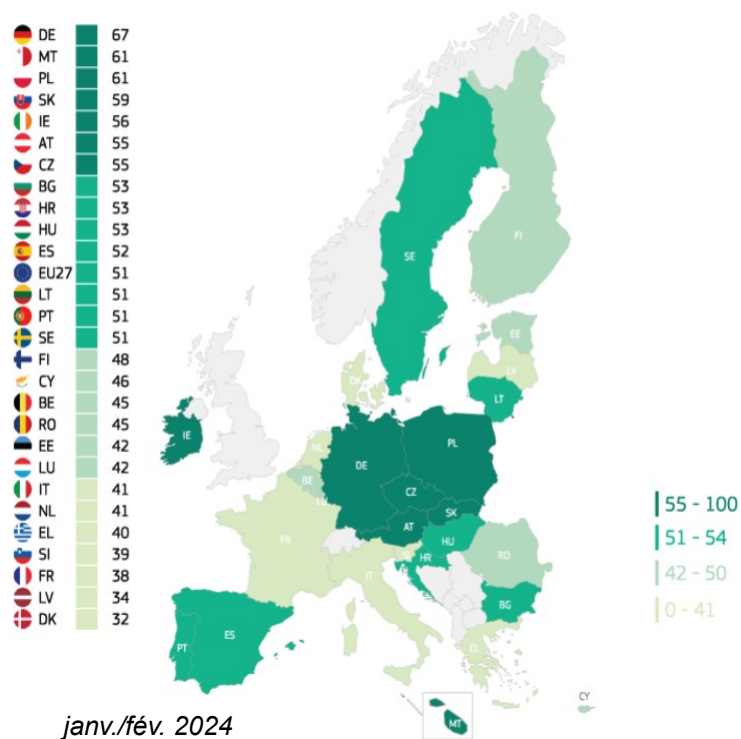 DE 67
MT 61
PL 61
SK 59
IE 56
AT 55
CZ 55
BG 53
HR 53
HU 53
ES 52
EU27 51
LT 51
PT 51
SE 51
FI 48
CY 46
BE 45
RO 45
EE 42
LU 42
IT 41
NL 41
EL 40
SI 39
FR 38
LV 34
DK 32
FI
SE
EE
LV
DK
LT
IE
NL
PL
DE
BE
LU
CZ
SK
AT
HU
FR
SI
HR
RO
IT
BG
PT
ES
EL
CY
MT
55 - 100
51 - 54
42 - 50
0 - 41
janv./fév. 2024